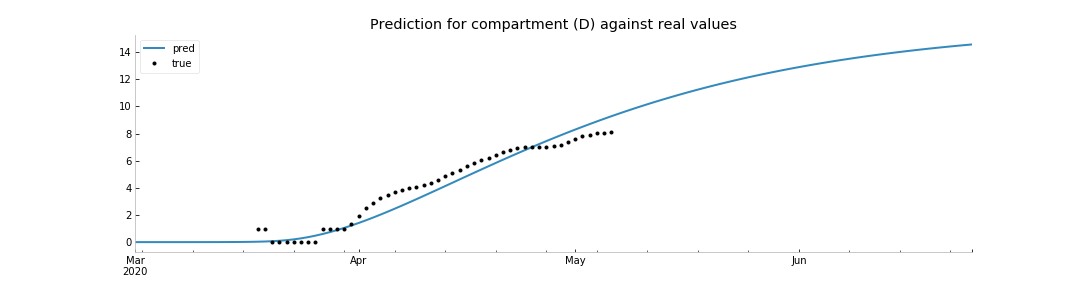 Prediction for compartment (D) against real values
pred
true
14
12
10
8
6
4
2
0
Mar
2020
Apr
May
Jun